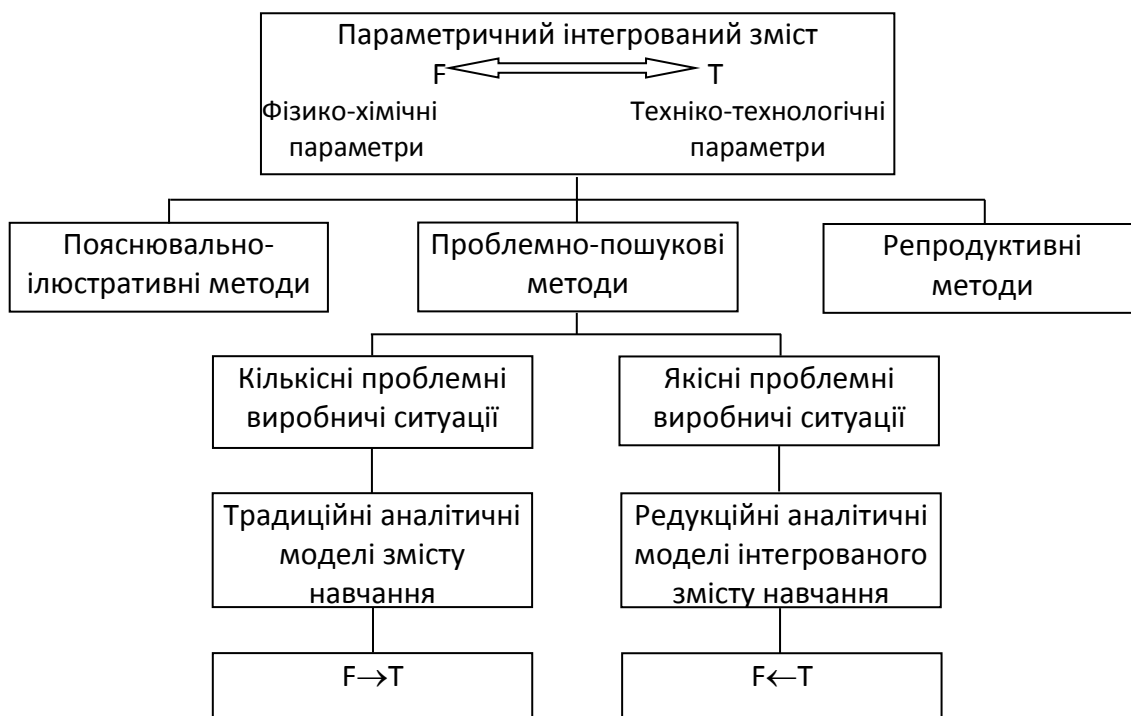 Параметричний інтегрований зміст
F T
Фізико-хімічні
параметри
Техніко-технологічні
параметри
Пояснювально-
ілюстративні методи
Проблемно-пошукові
методи
Репродуктивні
методи
Кількісні проблемні
виробничі ситуації
Якісні проблемні
виробничі ситуації
Традиційні аналітичні
моделі змісту
навчання
Редукційні аналітичні
моделі інтегрованого
змісту навчання
F→T
F←T